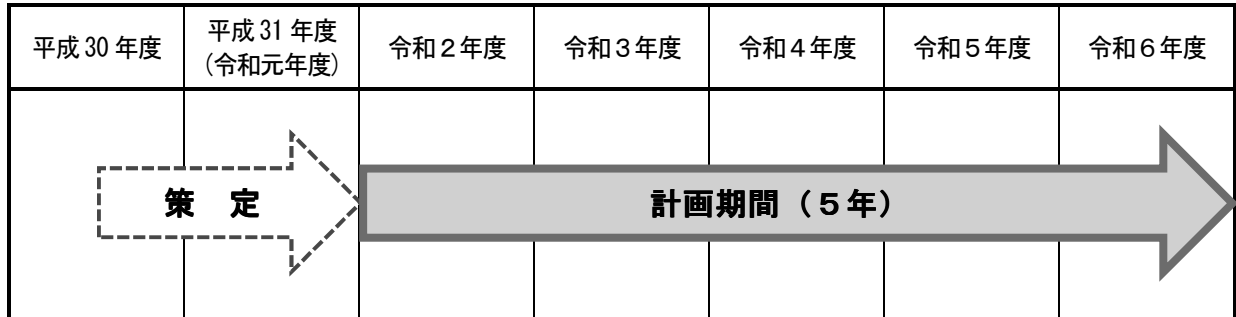 平成30年度
平成31年度
(令和元年度)
令和２年度
令和３年度
令和４年度
令和５年度
令和６年度
策　定
計画期間（５年）